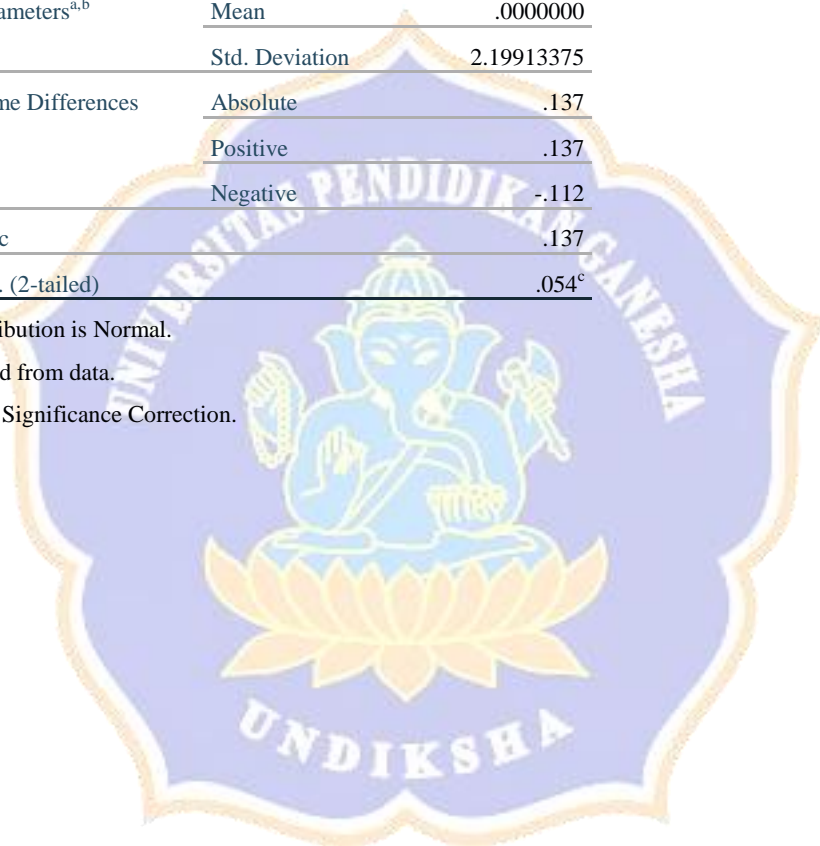 ameters^a,b Mean .0000000
Std. Deviation 2.19913375
me Differences Absolute .137
Positive .137
Negative -.112
c .137
. (2-tailed) .054^c
ibution is Normal.
d from data.
Significance Correction.
UNIVERSITAS PENDIDIKAN GANESHA
UNDIKSHA